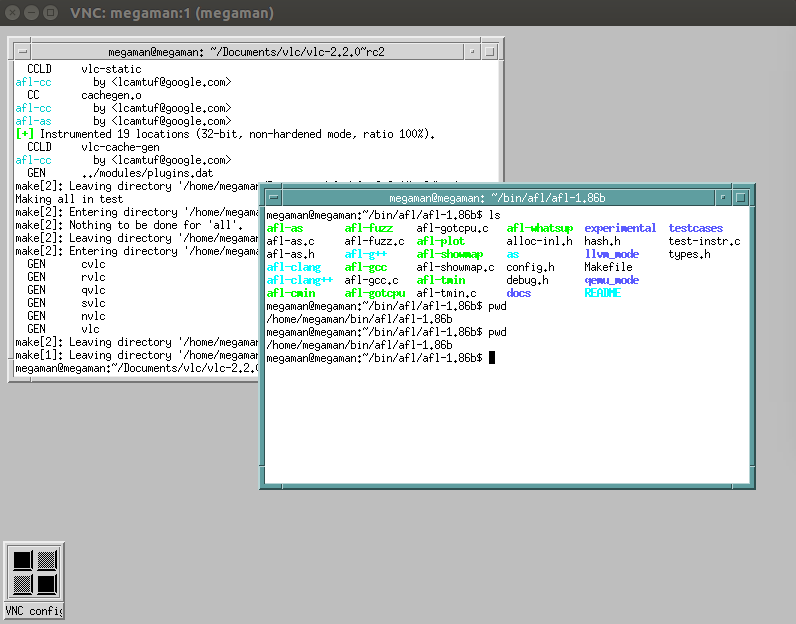 VNC: megaman:1 (megaman)
megaman@megaman: ~/Documents/vlc/vlc-2.2.0~rc2
CCLD vlc-static
afl-cc by <lcamtuf@google.com>
CC cachegen.o
afl-cc by <lcamtuf@google.com>
afl-as by <lcamtuf@google.com>
[+] Instrumented 19 locations (32-bit, non-hardened mode, ratio 100%).
CCLD vlc-cache-gen
afl-cc by <lcamtuf@google.com>
GEN ../modules/plugins.dat
make[2]: Leaving directory '/home/megaman
Making all in test
make[2]: Entering directory '/home/megama
make[2]: Nothing to be done for 'all'.
make[2]: Leaving directory '/home/megaman
make[2]: Entering directory '/home/megama
GEN cvlc
GEN rvlc
GEN qvlc
GEN svlc
GEN nvlc
GEN vlc
make[2]: Leaving directory '/home/megaman
make[1]: Leaving directory '/home/megaman
megaman@megaman:~/Documents/vlc/vlc-2.2.0
megaman@megaman: ~/bin/afl/afl-1.86b
megaman@megaman:~/bin/afl/afl-1.86b$ ls
afl-as afl-fuzz afl-gotcpu.c afl-whatsup experimental testcases
afl-as.c afl-fuzz.c afl-plot alloc-inl.h hash.h test-instr.c
afl-as.h afl-g++ afl-showmap as llvm_mode types.h
afl-clang afl-gcc afl-showmap.c config.h Makefile
afl-clang++ afl-gcc.c afl-tmin debug.h qemu_mode
afl-cmin afl-gotcpu afl-tmin.c docs README
megaman@megaman:~/bin/afl/afl-1.86b$ pwd
/home/megaman/bin/afl/afl-1.86b
megaman@megaman:~/bin/afl/afl-1.86b$ pwd
/home/megaman/bin/afl/afl-1.86b
megaman@megaman:~/bin/afl/afl-1.86b$
VNC config